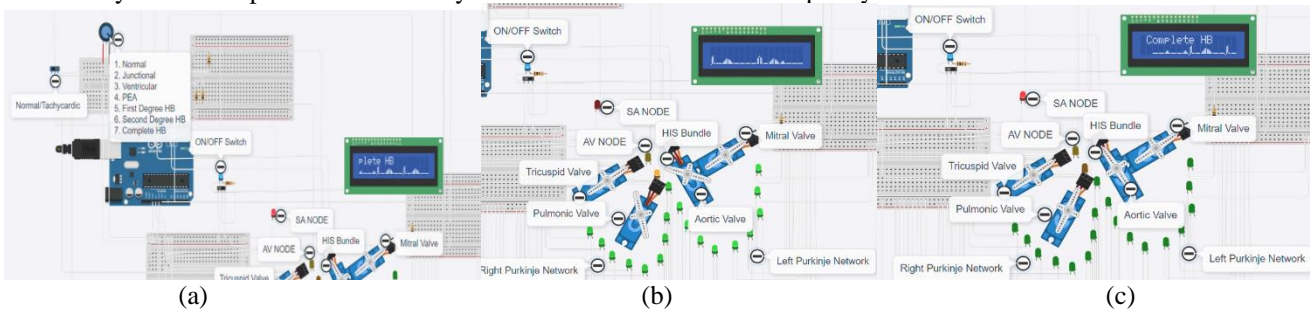 1. Normal
2. Junctional
3. Ventricular
4. PEA
5. First Degree HB
6. Second Degree HB
7. Complete HB
Normal/Tachycardic
ON/OFF Switch
plete HB
SA NODE
AV NODE
HIS Bundle
Mitral Valve
Tricuspid Valve
(a)
ON/OFF Switch
SA NODE
AV NODE
HIS Bundle
Mitral Valve
Tricuspid Valve
Pulmonic Valve
Aortic Valve
Right Purkinje Network
Left Purkinje Network
(b)
ON/OFF Switch
Complete HB
SA NODE
AV NODE
HIS Bundle
Mitral Valve
Tricuspid Valve
Pulmonic Valve
Aortic Valve
Right Purkinje Network
Left Purkinje Network
(c)